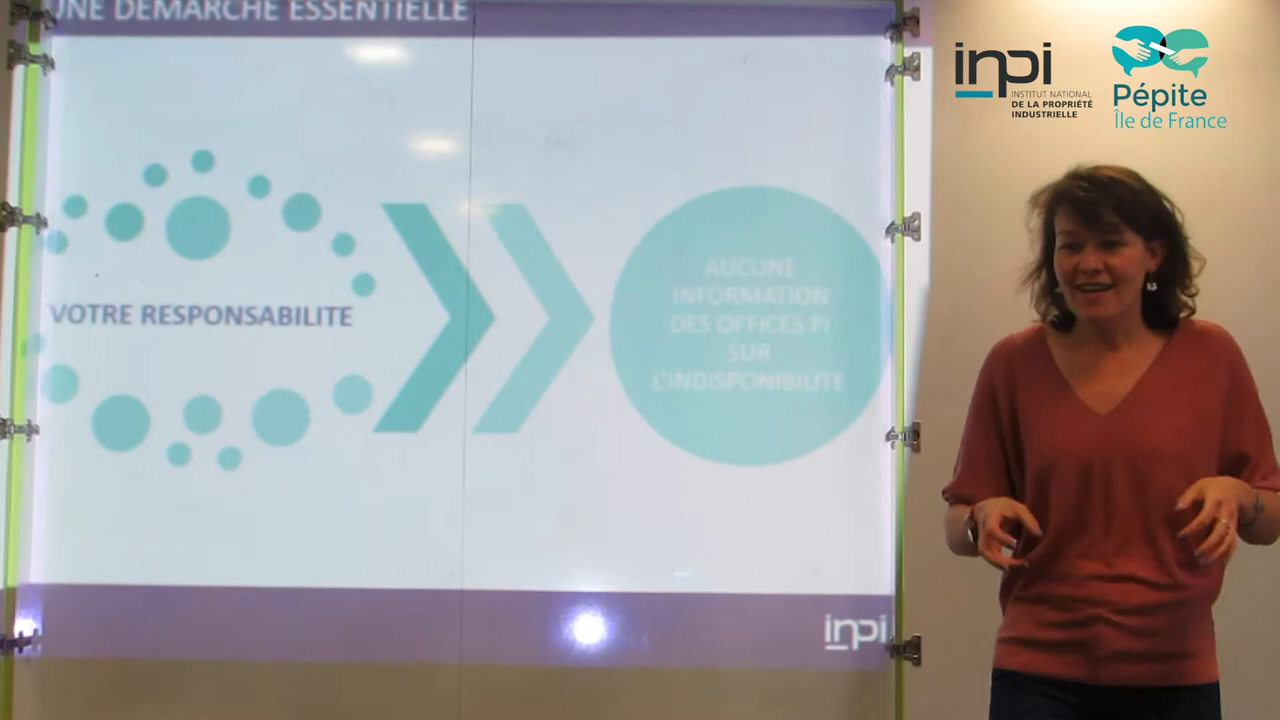 UNE DEMARCHE ESSENTIELLE
VOTRE RESPONSABILITE
AUCUNE
INFORMATION
DES OFFICES PI
SUR
L'INDISPONIBILITE
inpi
inpi
INSTITUT NATIONAL
DE LA PROPRIÉTÉ
INDUSTRIELLE
Pépite
Île de France